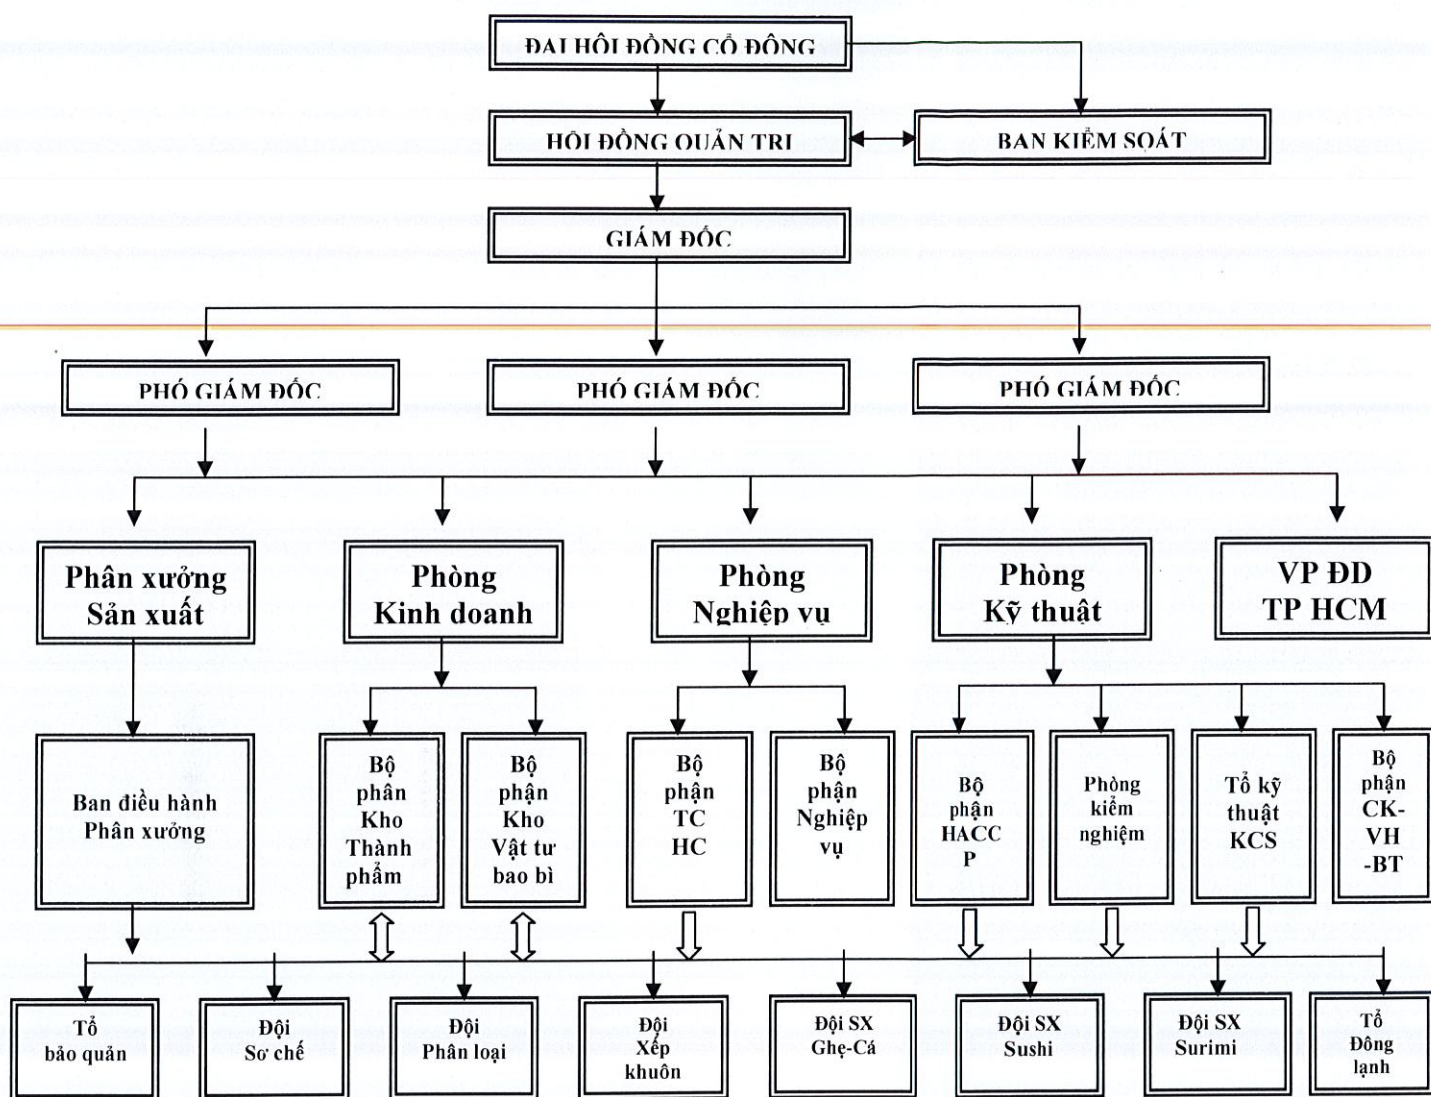 ĐẠI HỘI ĐỒNG CỔ ĐÔNG
HỘI ĐỒNG QUẢN TRỊ
BAN KIỂM SOÁT
GIÁM ĐỐC
PHÓ GIÁM ĐỐC
PHÓ GIÁM ĐỐC
PHÓ GIÁM ĐỐC
Phân xưởng
Sản xuất
Phòng
Kinh doanh
Phòng
Nghiệp vụ
Phòng
Kỹ thuật
VP ĐD
TP HCM
Ban điều hành
Phân xưởng
Bộ
phân
Kho
Thành
phẩm
Bộ
phận
Kho
Vật tư
bao bì
Bộ
phận
TC
HC
Bộ
phận
Nghiệp
vụ
Bộ
phận
HACC
P
Phòng
kiểm
nghiệm
Tổ kỹ
thuật
KCS
Bộ
phận
CK-
VH
-BT
Tổ
bảo quản
Đội
Sơ chế
Đội
Phân loại
Đội
Xếp
khuôn
Đội SX
Ghẹ-Cá
Đội SX
Sushi
Đội SX
Surimi
Tổ
Đông
lạnh